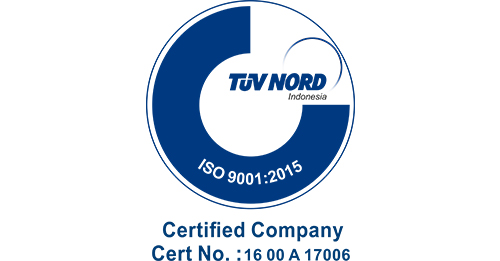 TÜV NORD
Indonesia
ISO 9001:2015
Certified Company
Cert No. : 16 00 A 17006